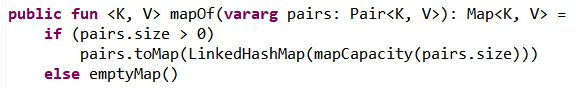 public fun <K, V> mapOf(vararg pairs: Pair<K, V>): Map<K, V> =
    if (pairs.size > 0)
        pairs.toMap(LinkedHashMap(mapCapacity(pairs.size)))
    else emptyMap()